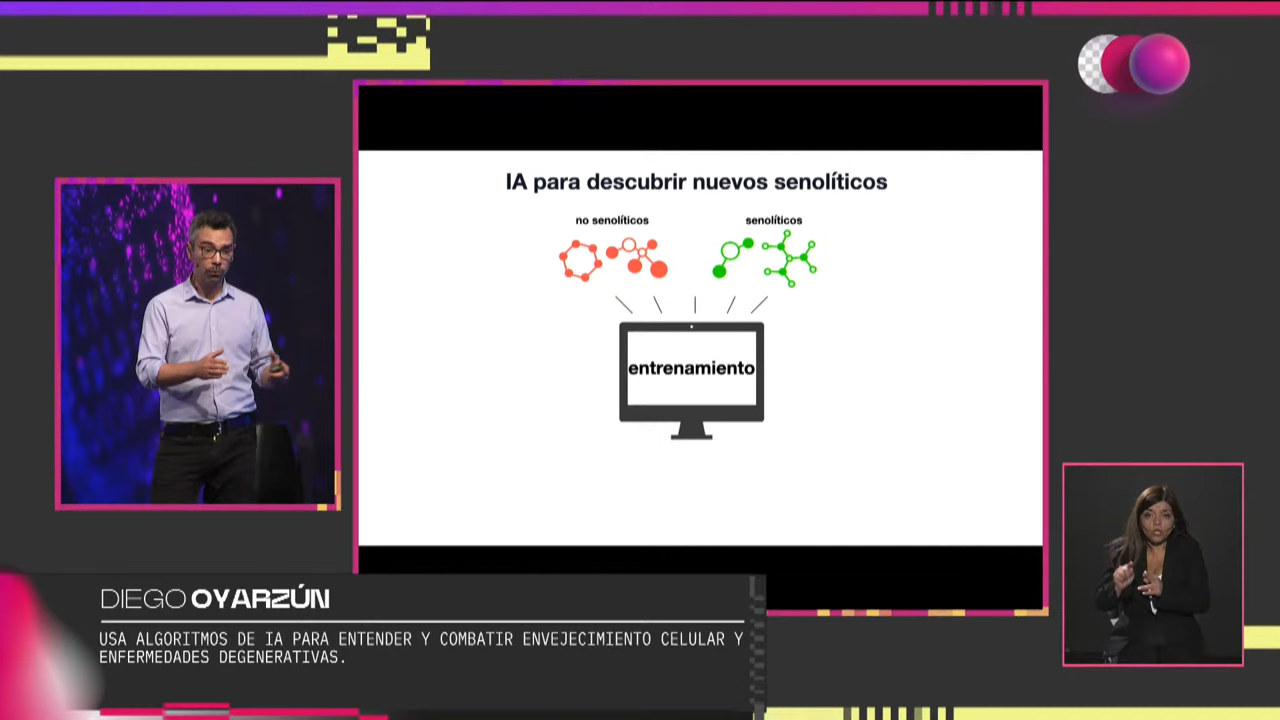 IA para descubrir nuevos senolíticos
no senolíticos
senolíticos
entrenamiento
DIEGO OYARZÚN
USA ALGORITMOS DE IA PARA ENTENDER Y COMBATIR ENVEJECIMIENTO CELULAR Y
ENFERMEDADES DEGENERATIVAS.